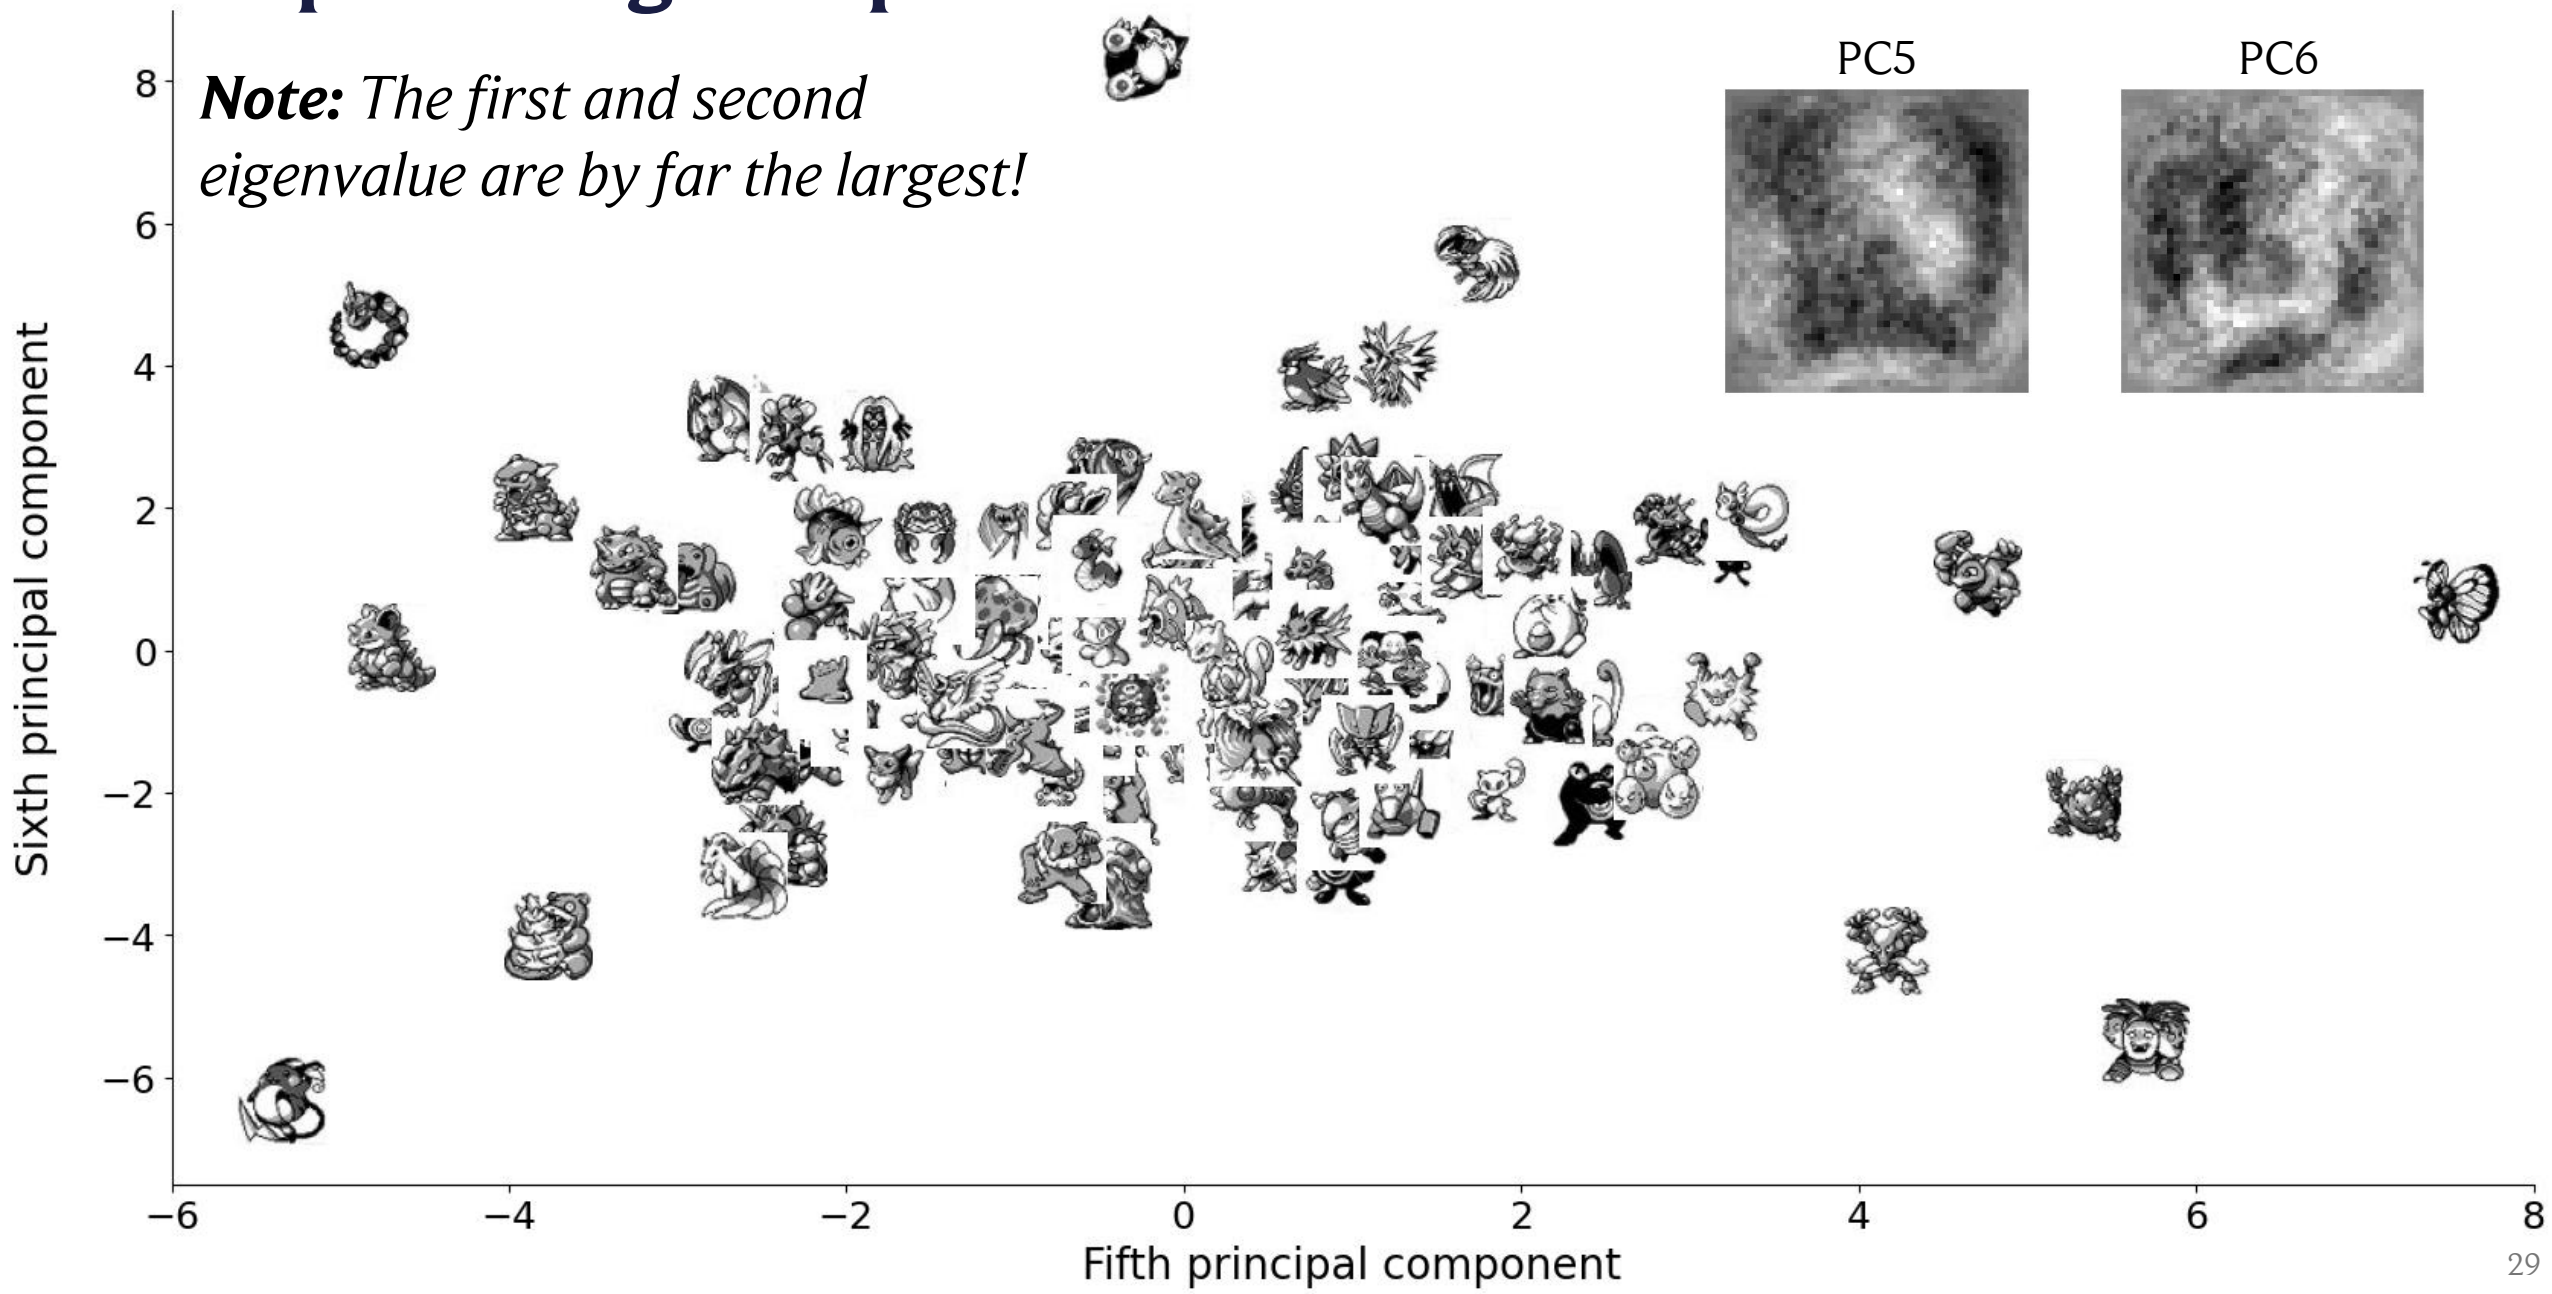 Note: The first and second
eigenvalue are by far the largest!
PC5
PC6
8
6
4
2
0
−2
−4
−6
Sixth principal component
−6
−4
−2
0
2
4
6
8
Fifth principal component
29